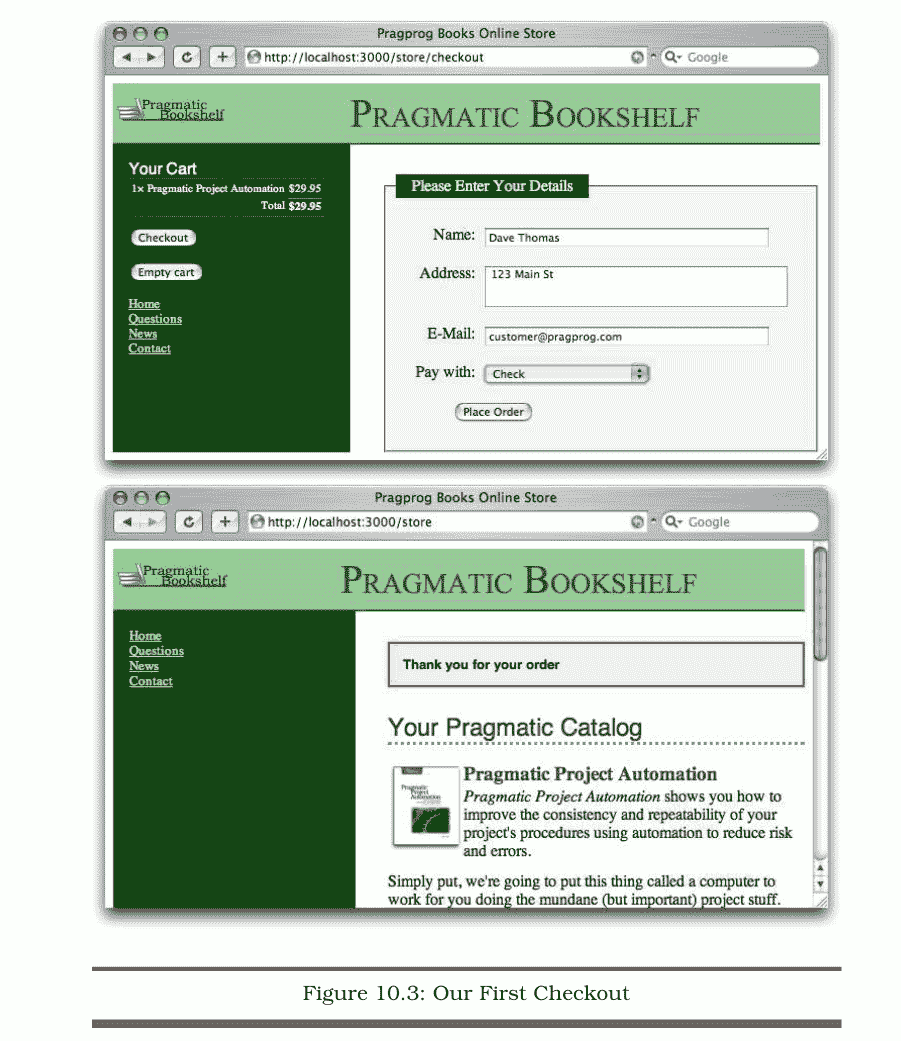 Pragprog Books Online Store
http://localhost:3000/store/checkout
Google
Pragmatic
Bookshelf
PRAGMATIC BOOKSHELF
Your Cart
1x Pragmatic Project Automation $29.95
Total $29.95
Checkout
Empty cart
Home
Questions
News
Contact
Please Enter Your Details
Name: Dave Thomas
Address: 123 Main St
E-Mail: customer@pragprog.com
Pay with: Check
Place Order
Pragprog Books Online Store
http://localhost:3000/store
Google
Pragmatic
Bookshelf
PRAGMATIC BOOKSHELF
Home
Questions
News
Contact
Thank you for your order
Your Pragmatic Catalog
Pragmatic
Project
Automation
Pragmatic Project Automation
Pragmatic Project Automation shows you how to
improve the consistency and repeatability of your
project's procedures using automation to reduce risk
and errors.
Simply put, we're going to put this thing called a computer to
work for you doing the mundane (but important) project stuff.
Figure 10.3: Our First Checkout